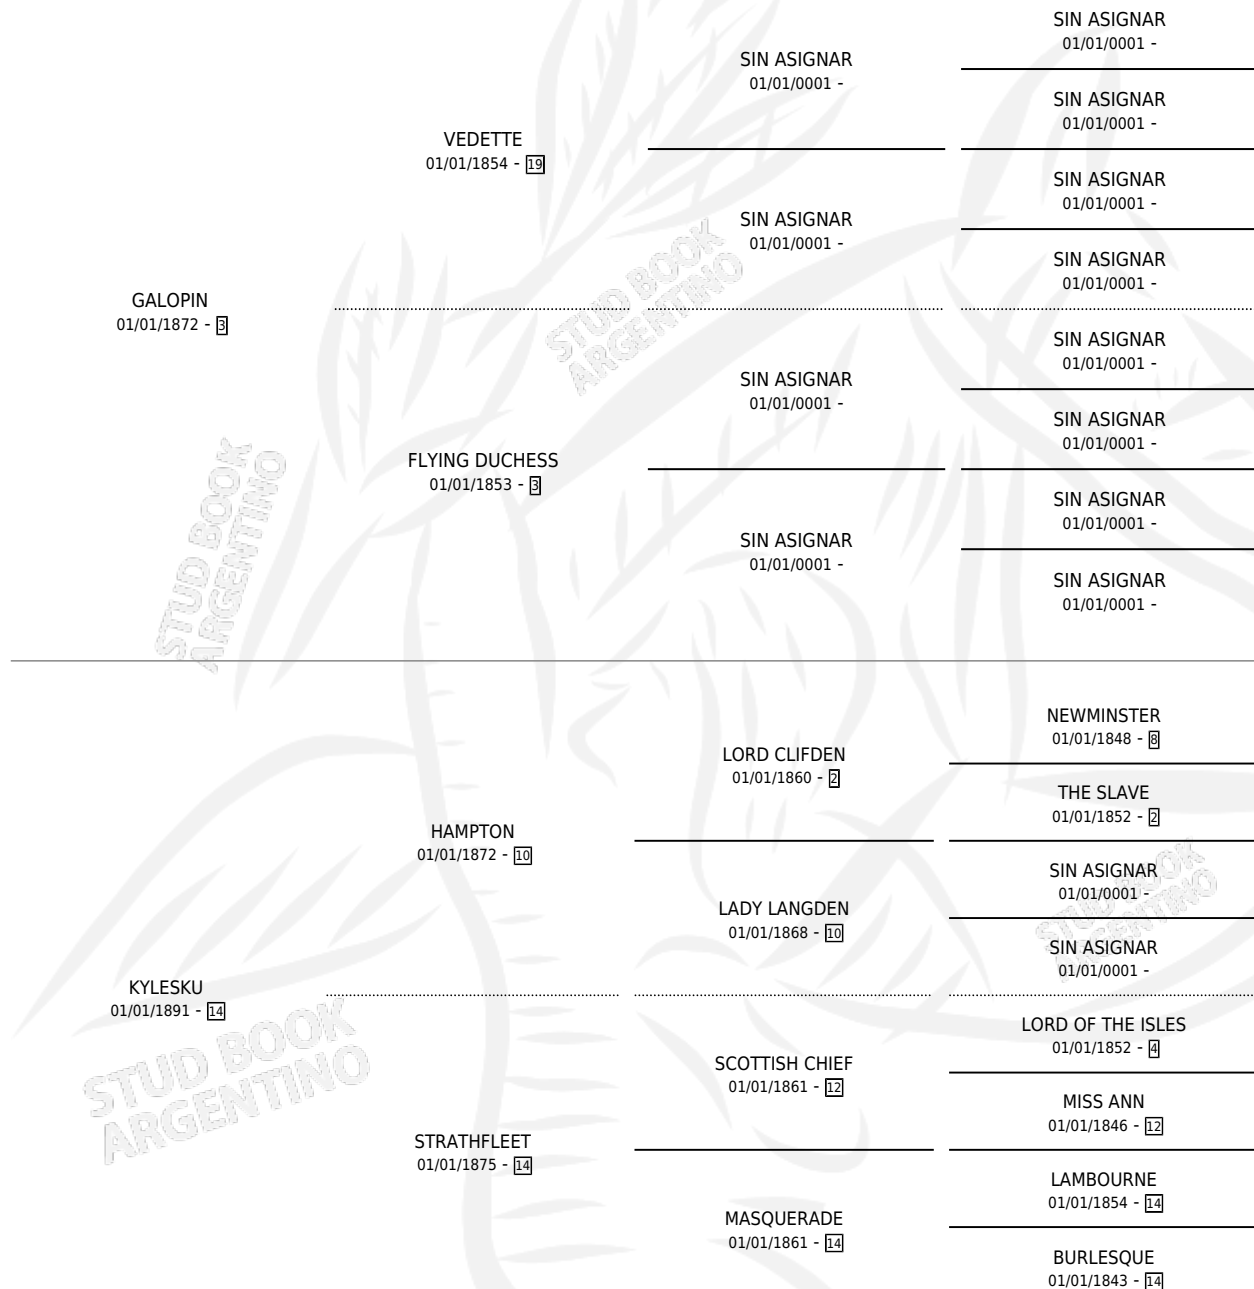 GALOPIN
01/01/1872 - 3
VEDETTE
01/01/1854 - 19
SIN ASIGNAR
01/01/0001 -
SIN ASIGNAR
01/01/0001 -
SIN ASIGNAR
01/01/0001 -
SIN ASIGNAR
01/01/0001 -
SIN ASIGNAR
01/01/0001 -
SIN ASIGNAR
01/01/0001 -
FLYING DUCHESS
01/01/1853 - 3
SIN ASIGNAR
01/01/0001 -
SIN ASIGNAR
01/01/0001 -
SIN ASIGNAR
01/01/0001 -
SIN ASIGNAR
01/01/0001 -
SIN ASIGNAR
01/01/0001 -
SIN ASIGNAR
01/01/0001 -
KYLESKU
01/01/1891 - 14
HAMPTON
01/01/1872 - 10
LORD CLIFDEN
01/01/1860 - 2
NEWMINSTER
01/01/1848 - 8
THE SLAVE
01/01/1852 - 2
LADY LANGDEN
01/01/1868 - 10
SIN ASIGNAR
01/01/0001 -
SIN ASIGNAR
01/01/0001 -
STRATHFLEET
01/01/1875 - 14
SCOTTISH CHIEF
01/01/1861 - 12
LORD OF THE ISLES
01/01/1852 - 4
MISS ANN
01/01/1846 - 12
MASQUERADE
01/01/1861 - 14
LAMBOURNE
01/01/1854 - 14
BURLESQUE
01/01/1843 - 14
STUD BOOK
ARGENTINO
STUD BOOK
ARGENTINO
STUD BOOK
ARGENTINO
STUD BOOK
ARGENTINO